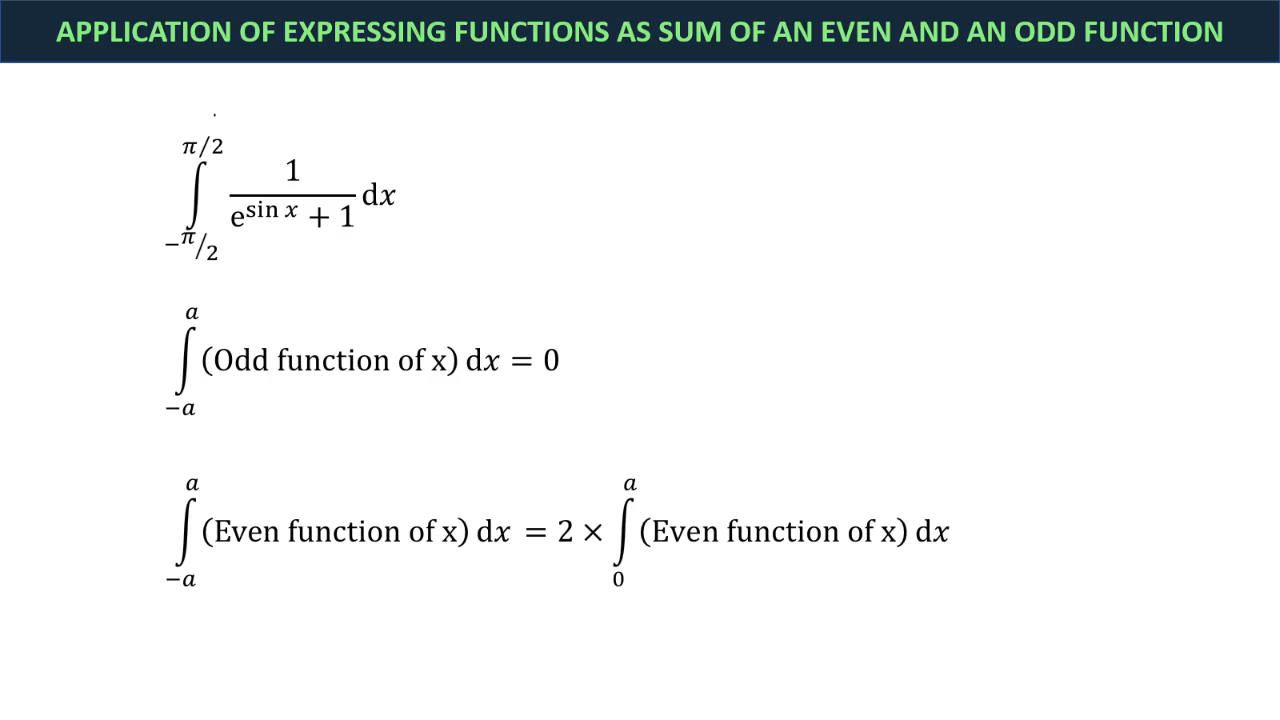 APPLICATION OF EXPRESSING FUNCTIONS AS SUM OF AN EVEN AND AN ODD FUNCTION
π/2
∫ 1/(e^(sin x) + 1) dx
−π/2
a
∫ (Odd function of x) dx = 0
−a
a a
∫ (Even function of x) dx = 2 × ∫ (Even function of x) dx
−a 0